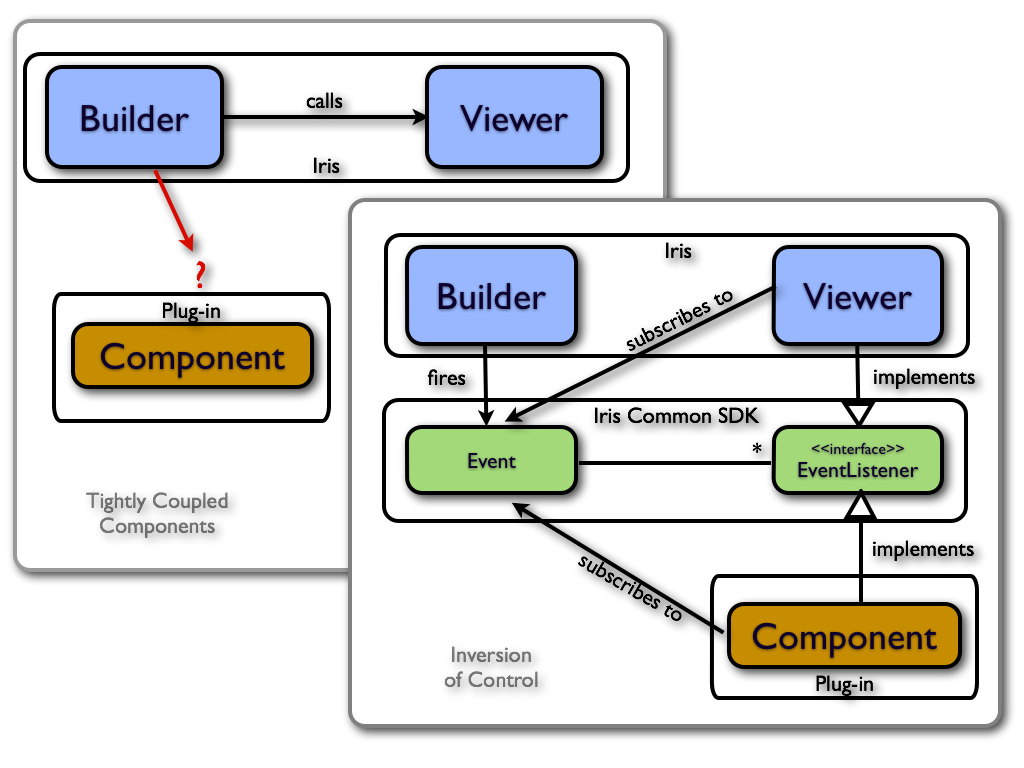 Builder
calls
Viewer
Iris
?
Plug-in
Component
Tightly Coupled
Components
Iris
Builder
Viewer
subscribes to
fires
implements
Iris Common SDK
Event
*
<<interface>>
EventListener
subscribes to
implements
Component
Plug-in
Inversion
of Control